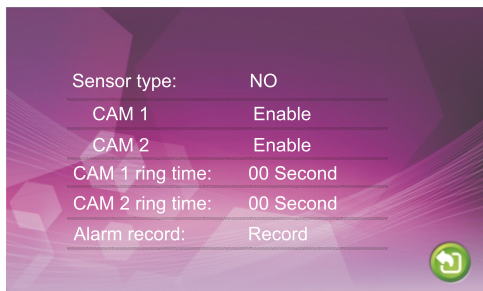 Sensor type: NO
CAM 1 Enable
CAM 2 Enable
CAM 1 ring time: 00 Second
CAM 2 ring time: 00 Second
Alarm record: Record